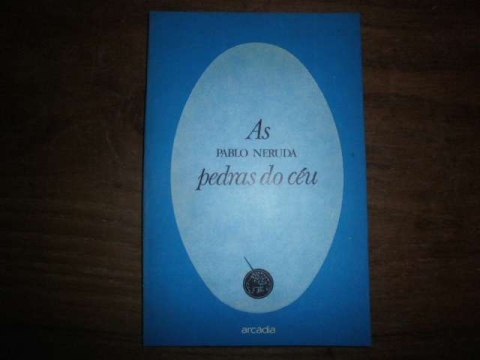 As
PABLO NERUDA
pedras do céu
arcádia